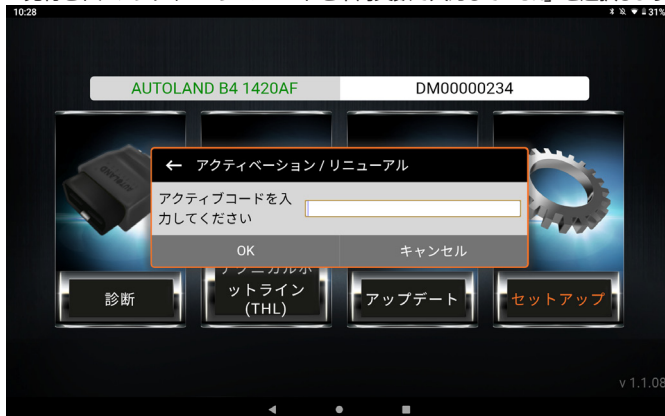 10:28
31%
AUTOLAND B4 1420AF
DM00000234
AUTOLAND
← アクティベーション / リニューアル
アクティブコードを入
力してください
OK
キャンセル
診断
ットライン
(THL)
アップデート
セットアップ
v 1.1.08